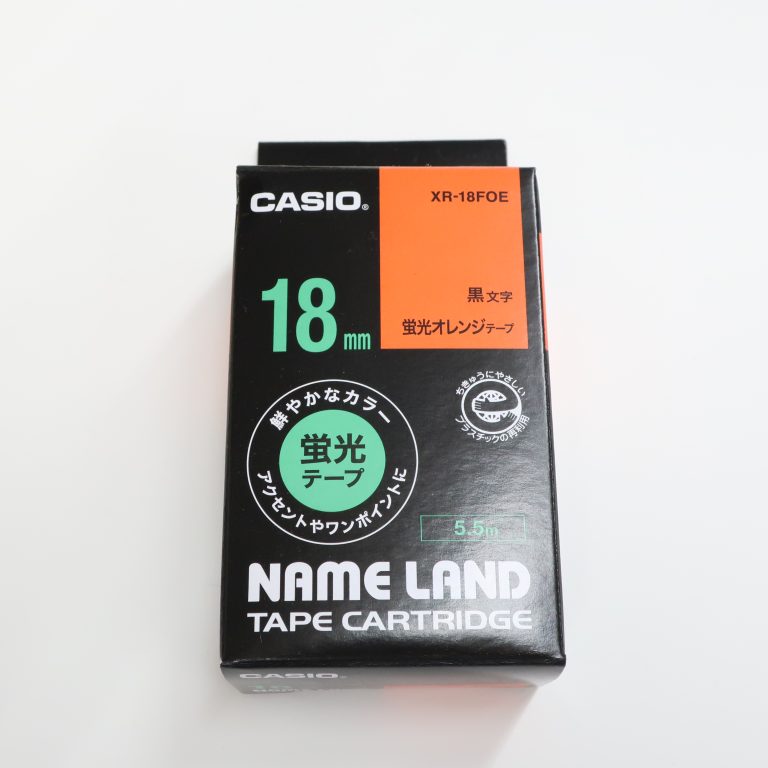 CASIO®
XR-18FOE
18mm
黒文字
蛍光オレンジテープ
ちきゅうにやさしい
プラスチックの再利用
鮮やかなカラー
蛍光
テープ
アクセントやワンポイントに
5.5m
NAME LAND
TAPE CARTRIDGE
CASIO